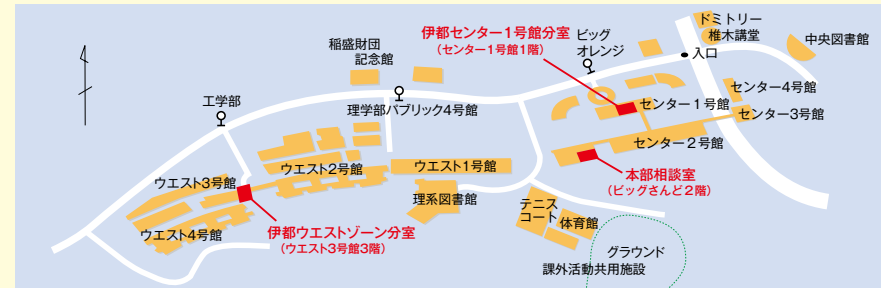 ドミトリー
椎木講堂
中央図書館
伊都センター1号館分室
(センター1号館1階)
ビッグ
オレンジ
入口
稲盛財団
記念館
工学部
理学部パブリック4号館
センター4号館
センター1号館
センター3号館
センター2号館
本部相談室
(ビッグさんど2階)
ウエスト1号館
ウエスト2号館
ウエスト3号館
理系図書館
ウエスト4号館
伊都ウエストゾーン分室
(ウエスト3号館3階)
テニス
コート
体育館
グラウンド
課外活動共用施設